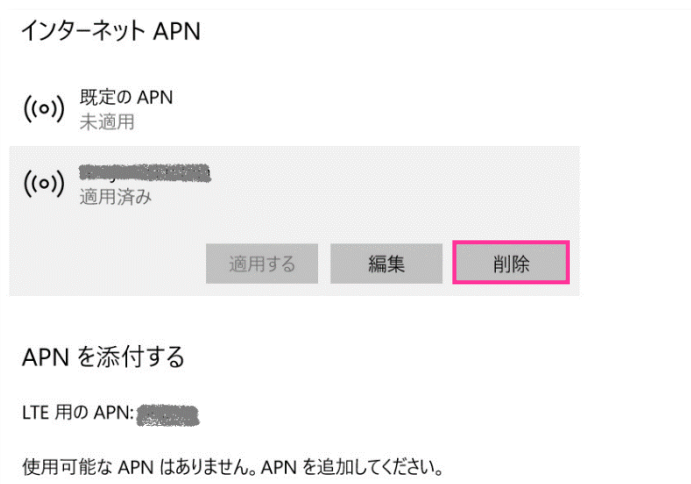 インターネット APN
既定の APN
未適用
適用済み
適用する 編集 削除
APN を添付する
LTE 用の APN:
使用可能な APN はありません。APN を追加してください。